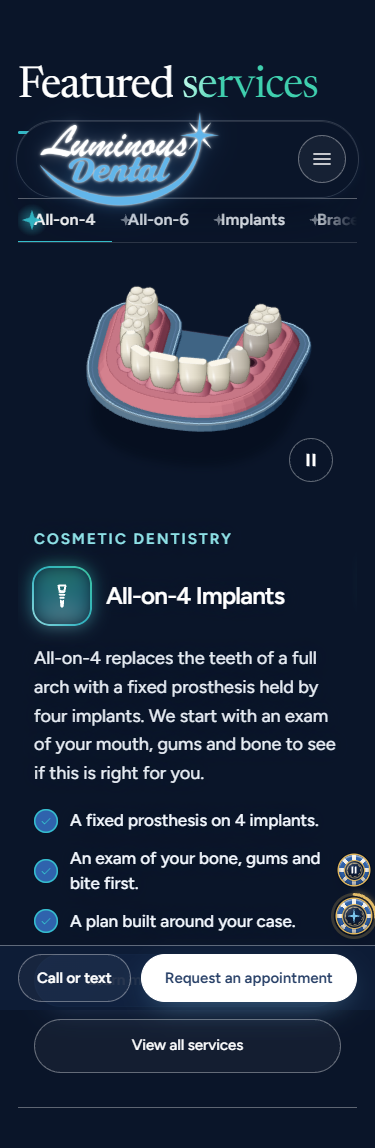 Featured services
Luminous
Dental
All-on-4
All-on-6
Implants
COSMETIC DENTISTRY
All-on-4 Implants
All-on-4 replaces the teeth of a full
arch with a fixed prosthesis held by
four implants. We start with an exam
of your mouth, gums and bone to see
if this is right for you.
A fixed prosthesis on 4 implants.
An exam of your bone, gums and
bite first.
A plan built around your case.
Call or text
Request an appointment
View all services